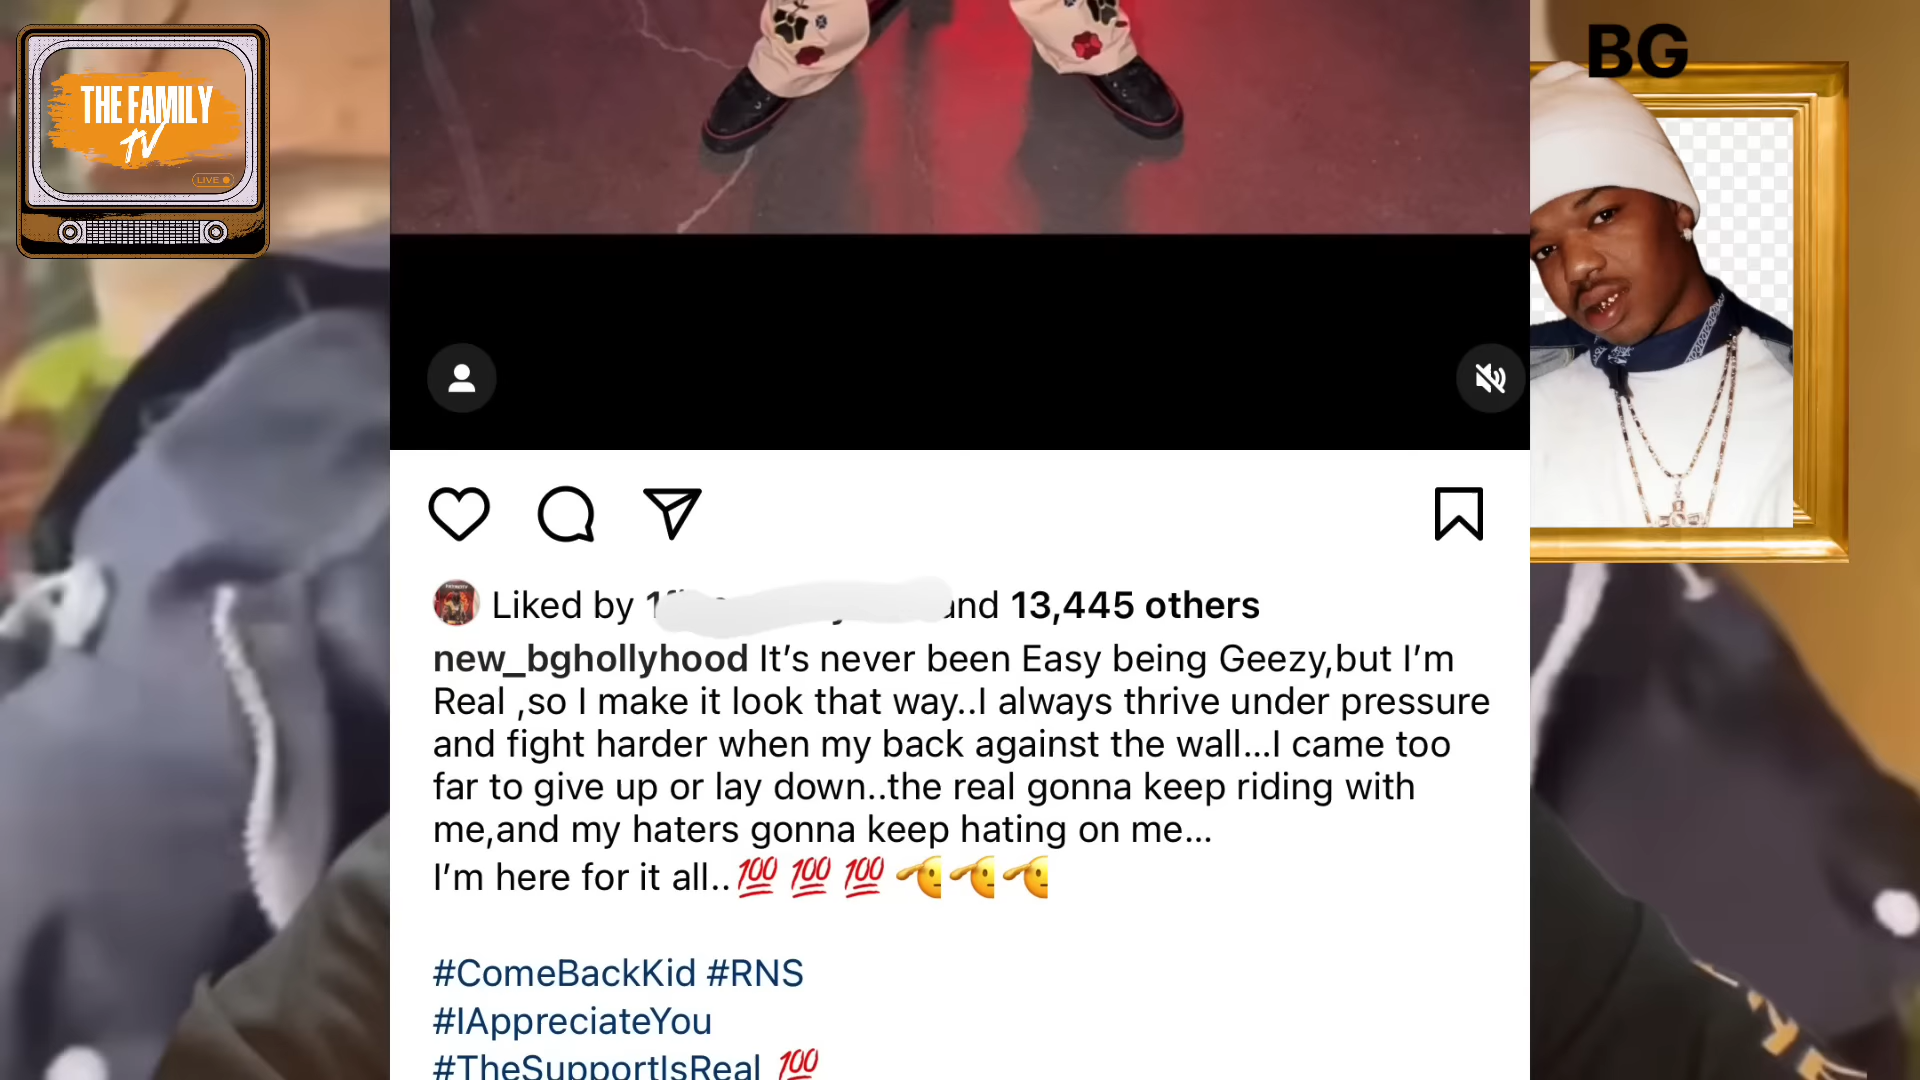 THE FAMILY
TV
LIVE
BG
Liked by and 13,445 others
new_bghollyhood It’s never been Easy being Geezy,but I’m
Real ,so I make it look that way..I always thrive under pressure
and fight harder when my back against the wall...I came too
far to give up or lay down..the real gonna keep riding with
me,and my haters gonna keep hating on me...
I’m here for it all..💯 💯 💯 🫡 🫡 🫡
#ComeBackKid #RNS
#IAppreciateYou
#TheSupportIsReal 💯